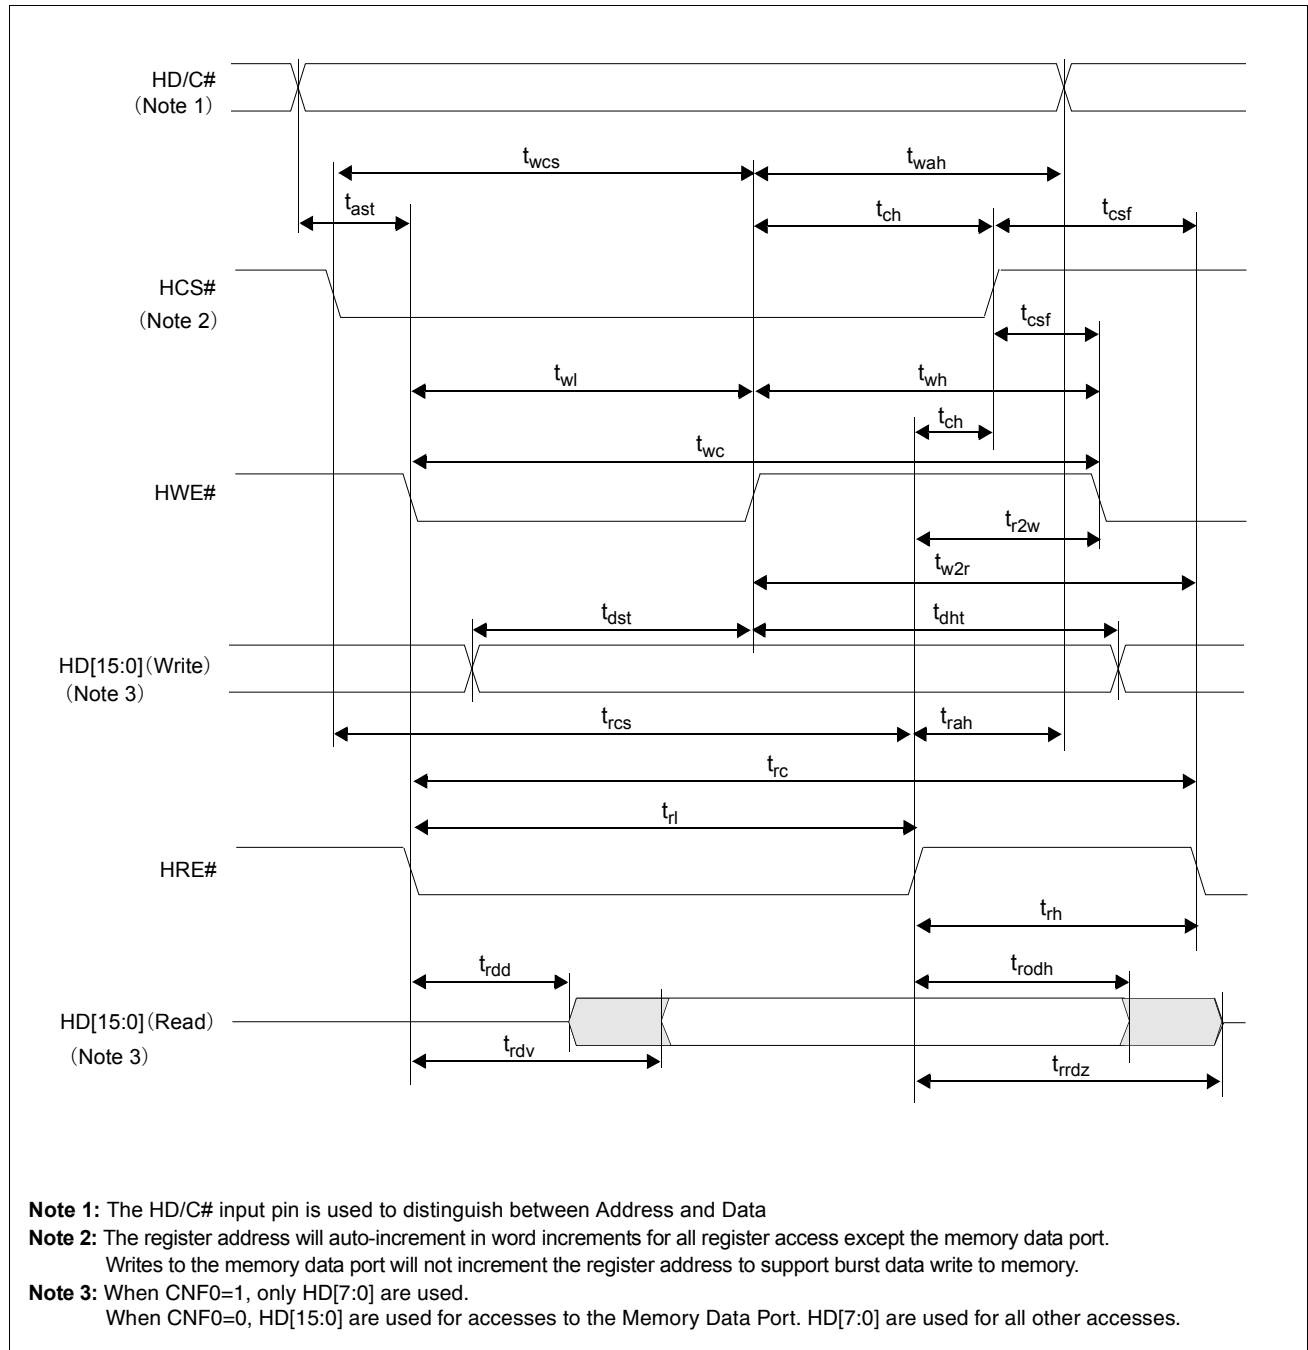 HD/C#
（Note 1）
twcs
twah
tast
tch
tcsf
HCS#
（Note 2）
tcsf
twl
twh
tch
twc
HWE#
tr2w
tw2r
tdst
tdht
HD[15:0]（Write）
（Note 3）
trcs
trah
trc
trl
HRE#
trh
trdd
trodh
HD[15:0]（Read）
（Note 3）
trdv
trrdz
Note 1: The HD/C# input pin is used to distinguish between Address and Data
Note 2: The register address will auto-increment in word increments for all register access except the memory data port.
Writes to the memory data port will not increment the register address to support burst data write to memory.
Note 3: When CNF0=1, only HD[7:0] are used.
When CNF0=0, HD[15:0] are used for accesses to the Memory Data Port. HD[7:0] are used for all other accesses.